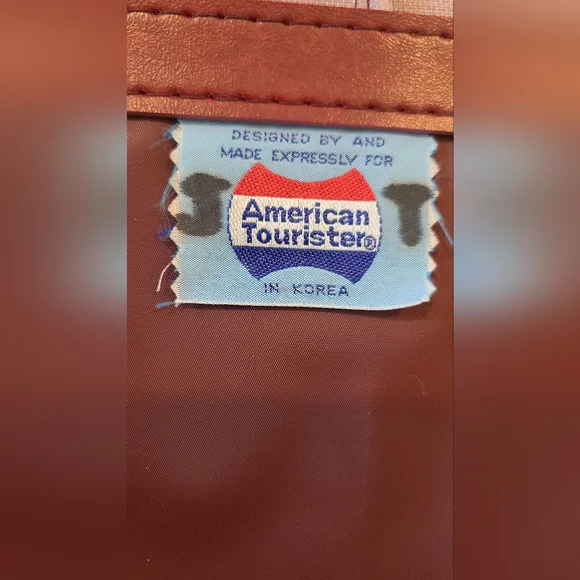 DESIGNED BY AND
MADE EXPRESSLY FOR
J American T
Tourister®
IN KOREA